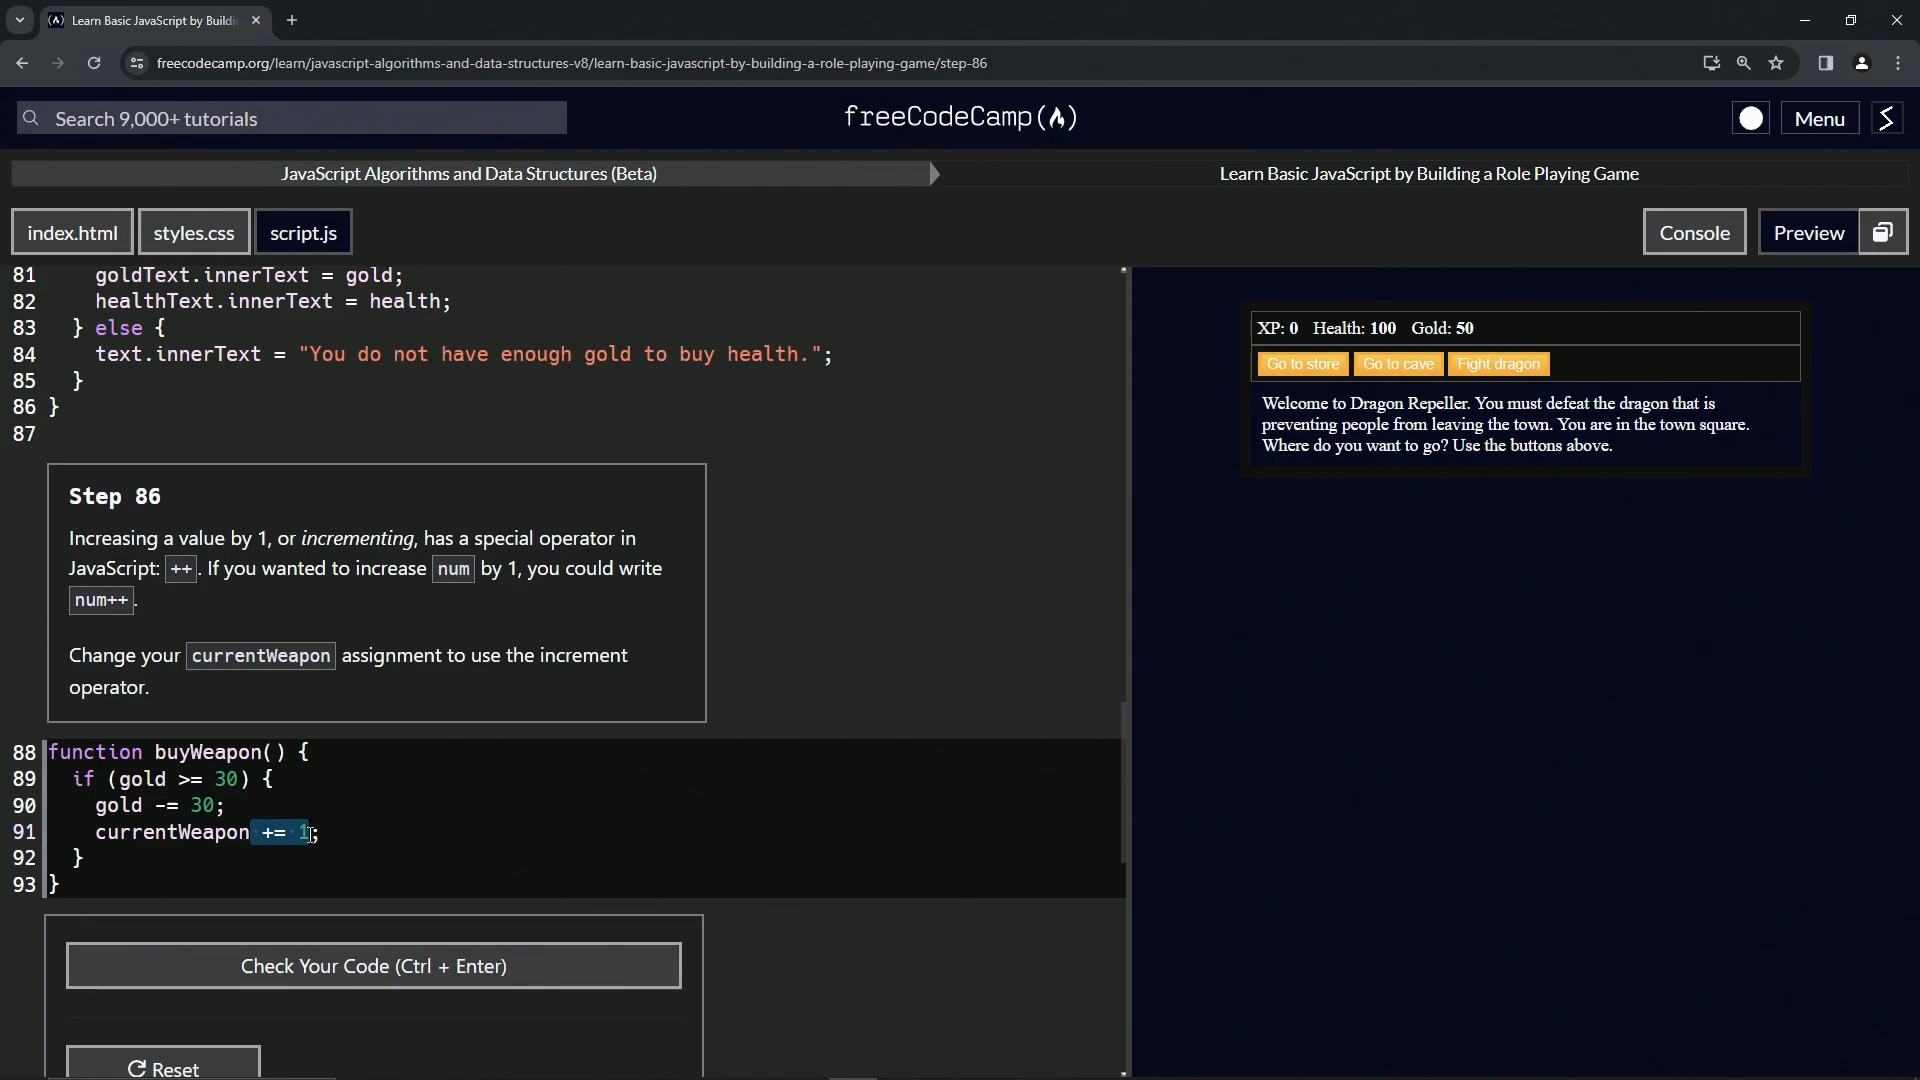 Learn Basic JavaScript by Buildi
freecodecamp.org/learn/javascript-algorithms-and-data-structures-v8/learn-basic-javascript-by-building-a-role-playing-game/step-86
Search 9,000+ tutorials
freeCodeCamp(🔥)
Menu
JavaScript Algorithms and Data Structures (Beta)
Learn Basic JavaScript by Building a Role Playing Game
index.html
styles.css
script.js
Console
Preview
81 goldText.innerText = gold;
82 healthText.innerText = health;
83 } else {
84 text.innerText = "You do not have enough gold to buy health.";
85 }
86 }
87
Step 86
Increasing a value by 1, or incrementing, has a special operator in
JavaScript: ++. If you wanted to increase num by 1, you could write
num++.
Change your currentWeapon assignment to use the increment
operator.
88 function buyWeapon() {
89 if (gold >= 30) {
90 gold -= 30;
91 currentWeapon += 1;
92 }
93 }
Check Your Code (Ctrl + Enter)
Reset
XP: 0 Health: 100 Gold: 50
Go to store
Go to cave
Fight dragon
Welcome to Dragon Repeller. You must defeat the dragon that is
preventing people from leaving the town. You are in the town square.
Where do you want to go? Use the buttons above.